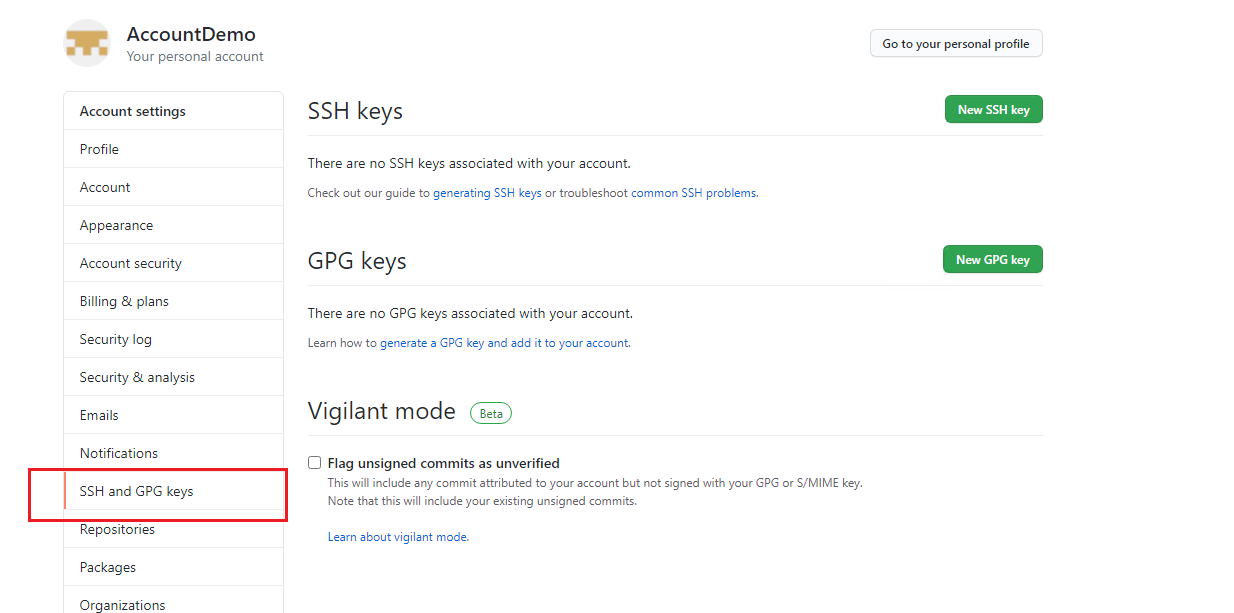 AccountDemo
Your personal account
Go to your personal profile
Account settings
Profile
Account
Appearance
Account security
Billing & plans
Security log
Security & analysis
Emails
Notifications
SSH and GPG keys
Repositories
Packages
Organizations
SSH keys
New SSH key
There are no SSH keys associated with your account.
Check out our guide to generating SSH keys or troubleshoot common SSH problems.
GPG keys
New GPG key
There are no GPG keys associated with your account.
Learn how to generate a GPG key and add it to your account.
Vigilant mode Beta
Flag unsigned commits as unverified
This will include any commit attributed to your account but not signed with your GPG or S/MIME key.
Note that this will include your existing unsigned commits.
Learn about vigilant mode.